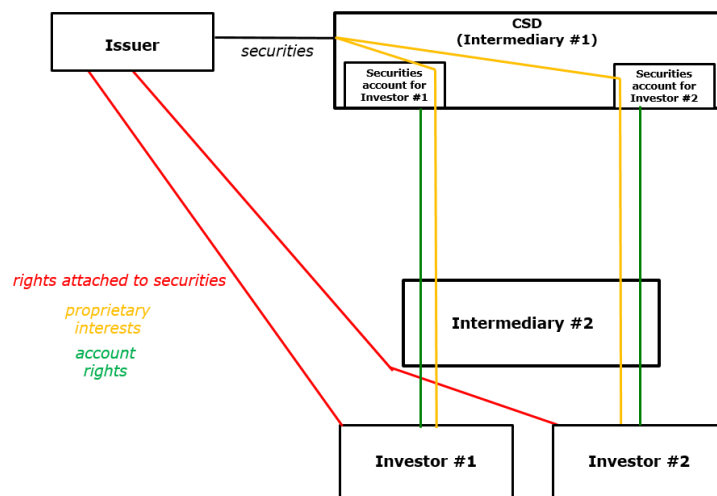 Issuer
securities
CSD
(Intermediary #1)
Securities
account for
Investor #1
Securities
account for
Investor #2
rights attached to securities
proprietary
interests
account
rights
Intermediary #2
Investor #1
Investor #2